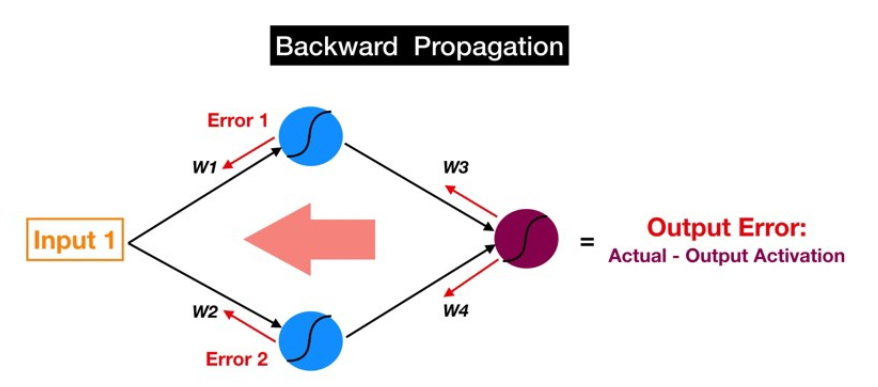 Backward Propagation
Error 1
W1
W3
Input 1
=
Output Error:
Actual - Output Activation
W2
W4
Error 2